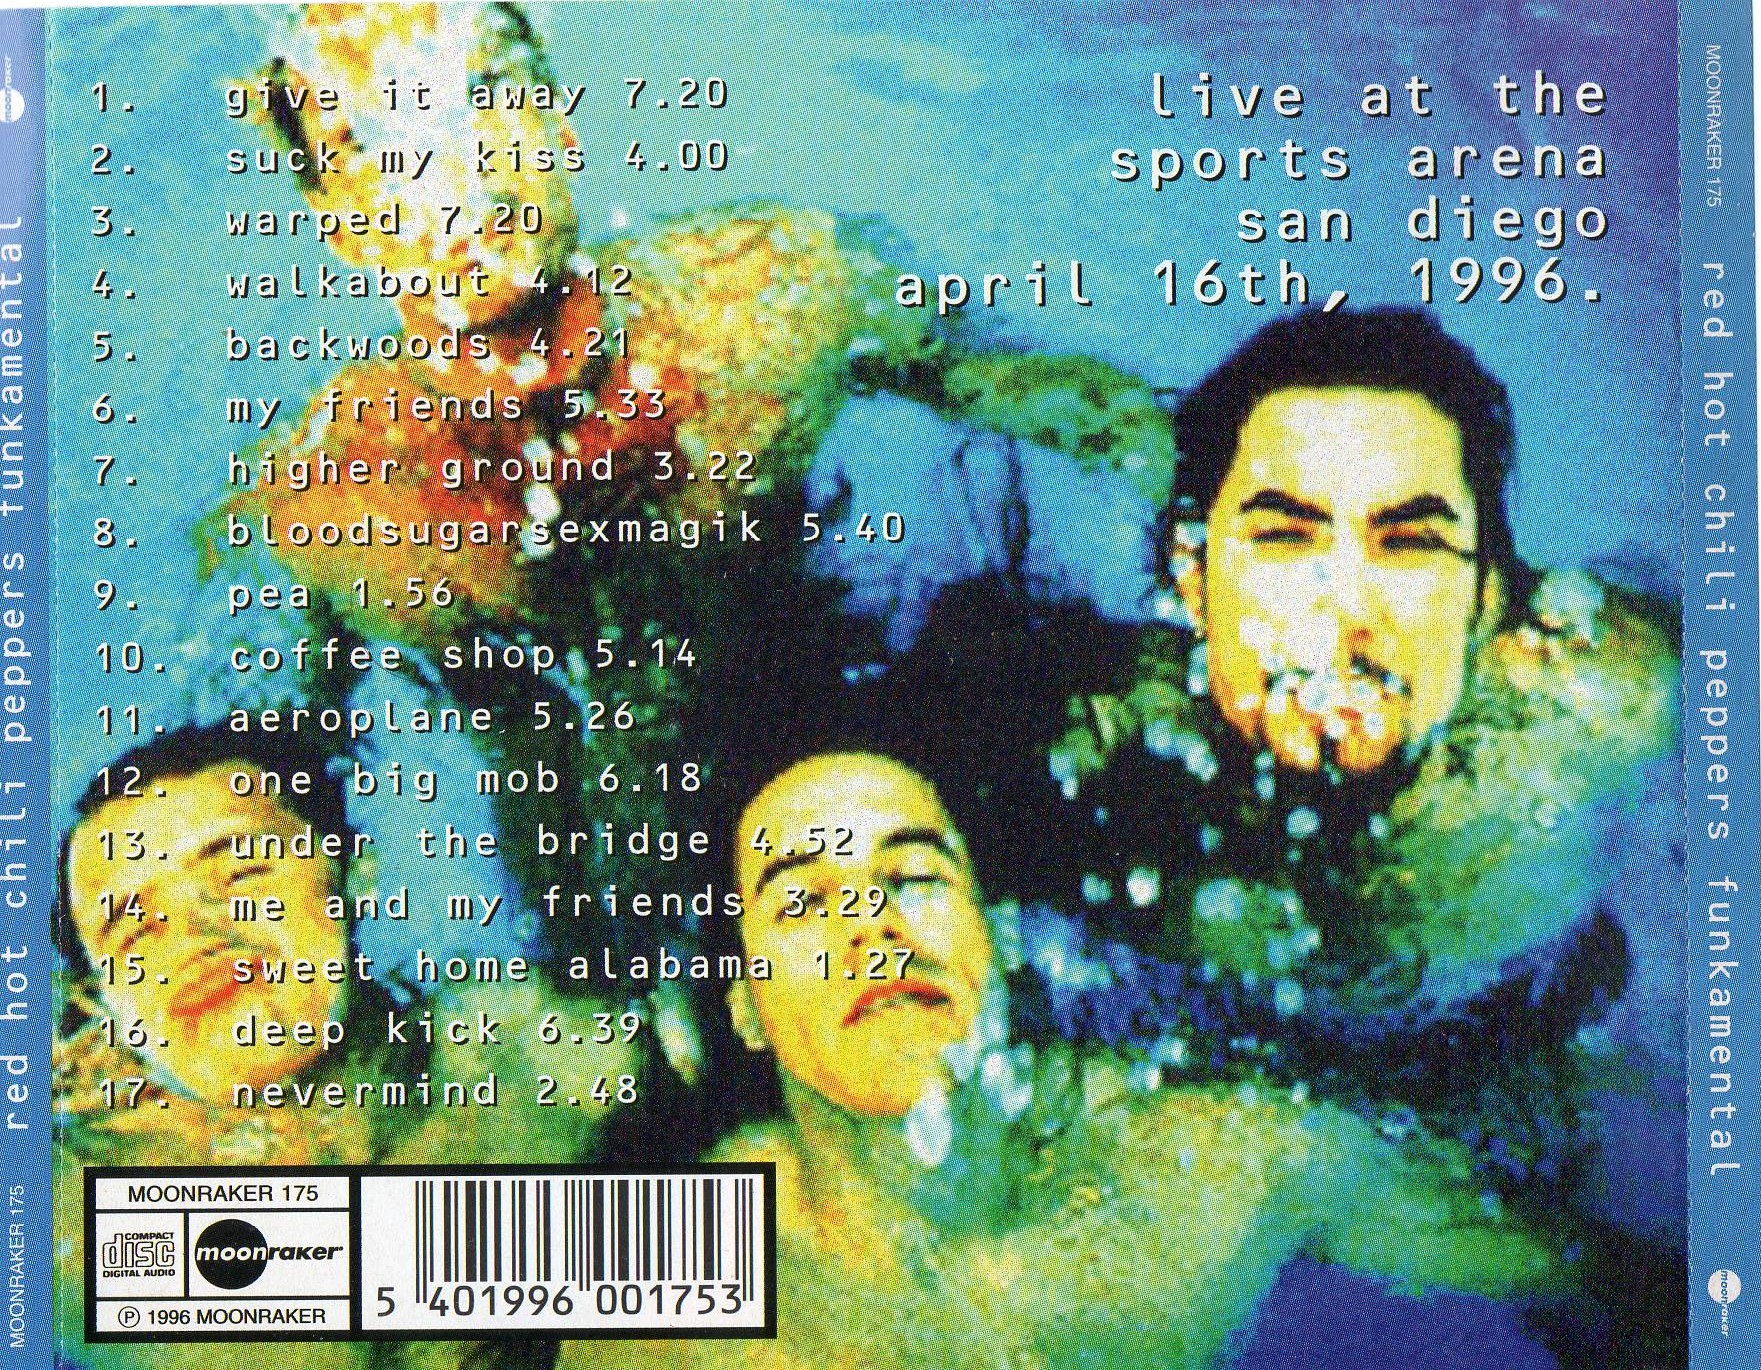 1. give it away 7.20
2. suck my kiss 4.00
3. warped 7.20
4. walkabout 4.12
5. backwoods 4.21
6. my friends 5.33
7. higher ground 3.22
8. bloodsugarsexmagik 5.40
9. pea 1.56
10. coffee shop 5.14
11. aeroplane 5.26
12. one big mob 6.18
13. under the bridge 4.52
14. me and my friends 3.29
15. sweet home alabama 1.27
16. deep kick 6.39
17. nevermind 2.48
live at the
sports arena
san diego
april 16th, 1996.
MOONRAKER 175
COMPACT
disc
DIGITAL AUDIO
moonraker
℗ 1996 MOONRAKER
5 401996 001753
MOONRAKER 175 red hot chili peppers funkamental moonraker
MOONRAKER 175 red hot chili peppers funkamental moonraker